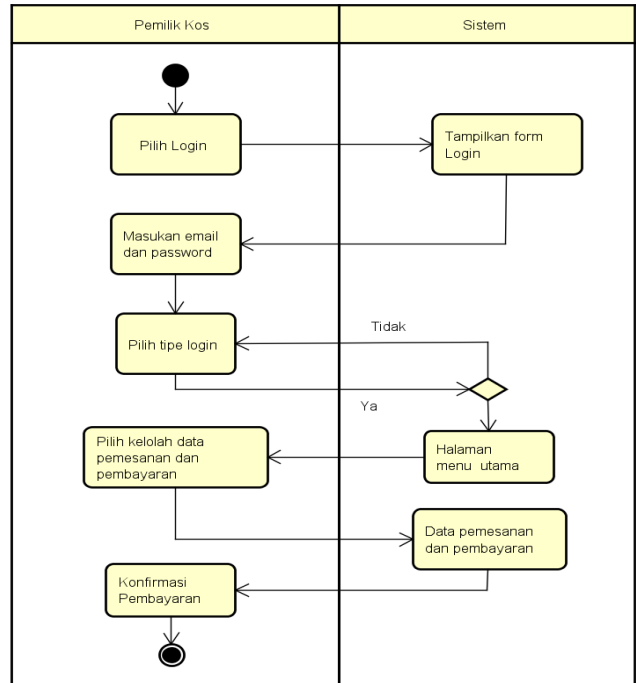 Pemilik Kos
Sistem
Pilih Login
Tampilkan form
Login
Masukan email
dan password
Pilih tipe login
Tidak
Ya
Halaman
menu utama
Pilih kelolah data
pemesanan dan
pembayaran
Data pemesanan
dan pembayaran
Konfirmasi
Pembayaran